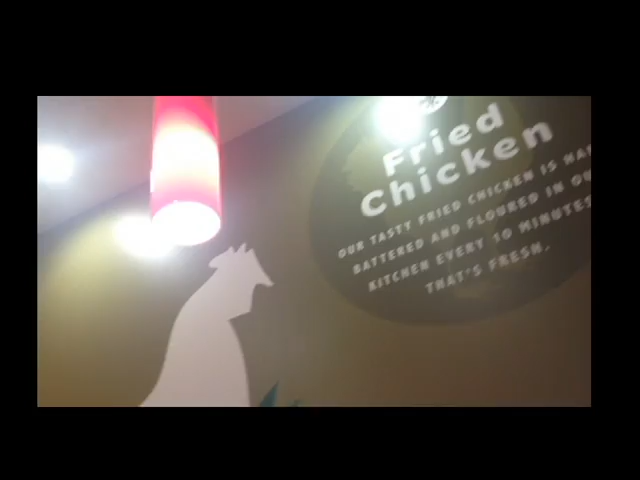 Fried
Chicken
OUR TASTY FRIED CHICKEN IS
BATTERED AND FLOURED IN
KITCHEN EVERY 10 MINUTES
THAT'S FRESH.